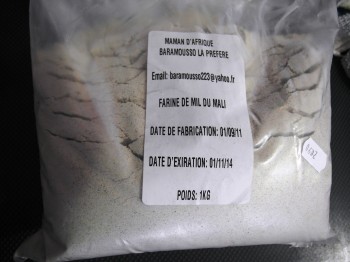 MAMAN D'AFRIQUE
BARAMOUSSO LA PREFERE
Email: baramousso223@yahoo.fr
FARINE DE MIL DU MALI
DATE DE FABRICATION: 01/09/11
DATE D'EXIRATION: 01/11/14
POIDS: 1KG